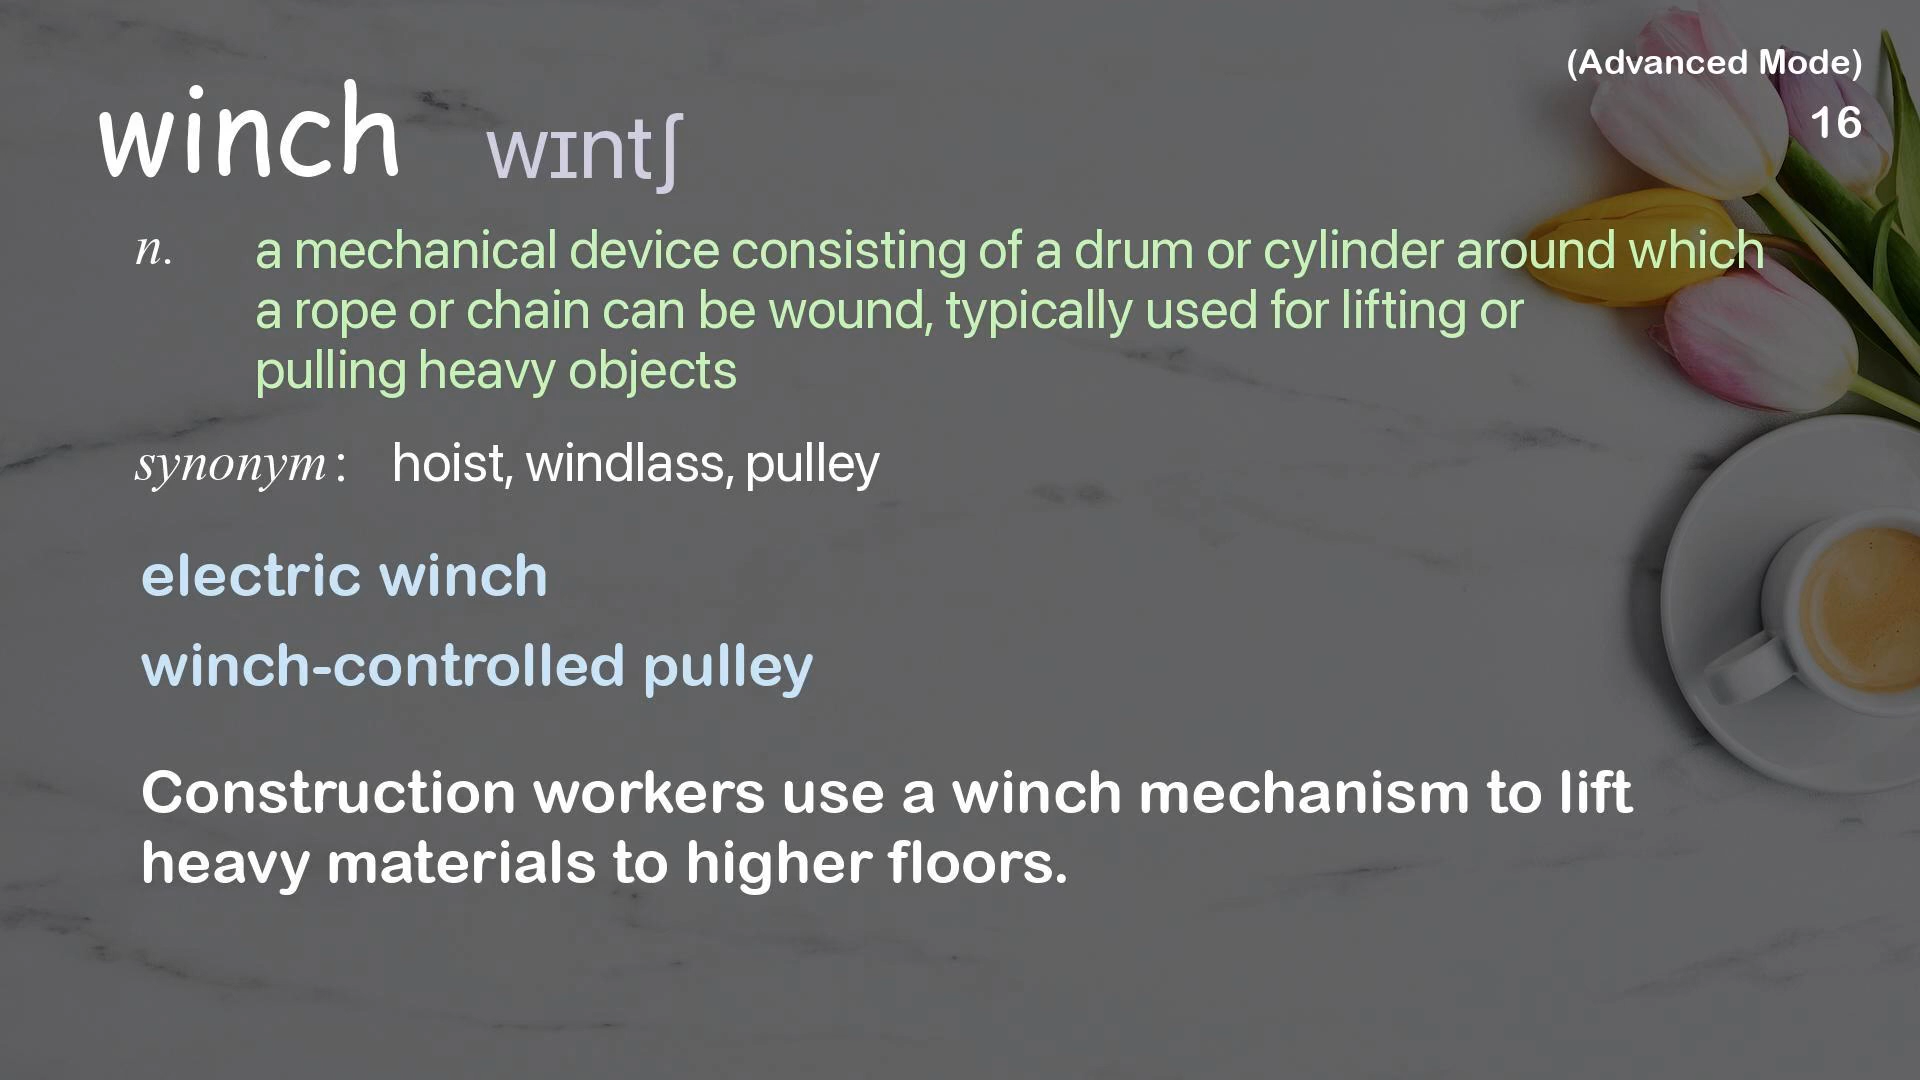 (Advanced Mode)
16
winch wɪntʃ
n. a mechanical device consisting of a drum or cylinder around which
a rope or chain can be wound, typically used for lifting or
pulling heavy objects
synonym: hoist, windlass, pulley
electric winch
winch-controlled pulley
Construction workers use a winch mechanism to lift
heavy materials to higher floors.